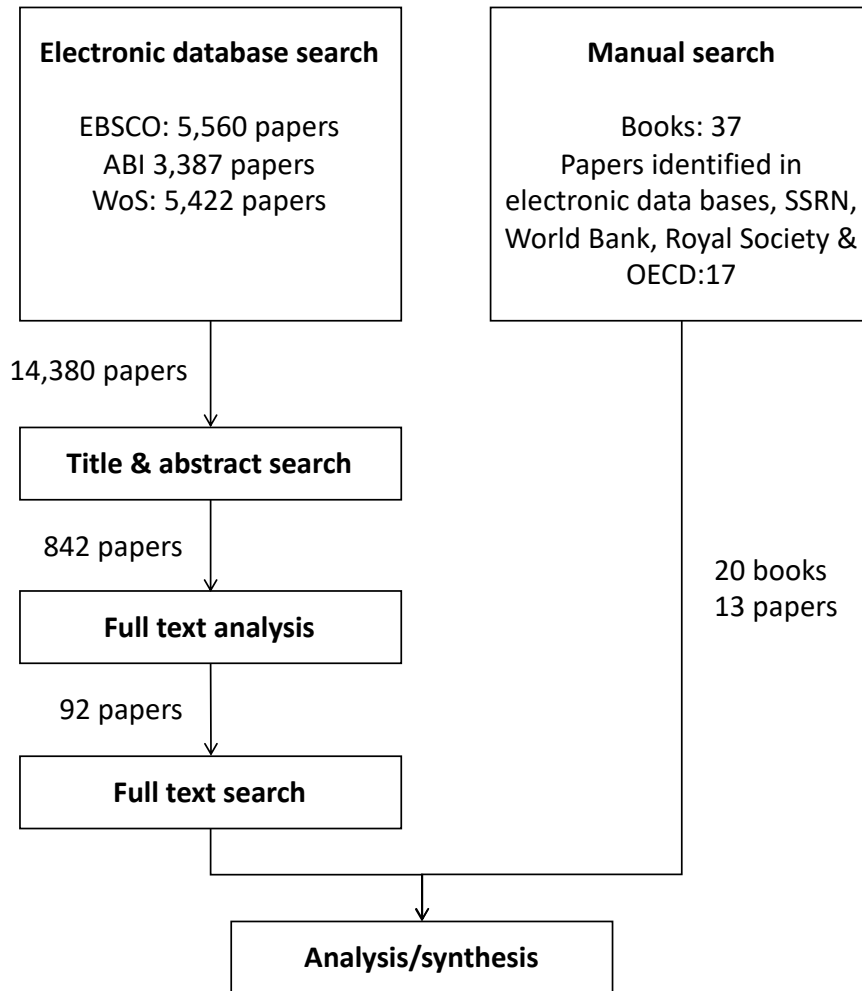 Electronic database search
EBSCO: 5,560 papers
ABI 3,387 papers
WoS: 5,422 papers
Manual search
Books: 37
Papers identified in
electronic data bases, SSRN,
World Bank, Royal Society &
OECD:17
14,380 papers
Title & abstract search
842 papers
20 books
13 papers
Full text analysis
92 papers
Full text search
Analysis/synthesis